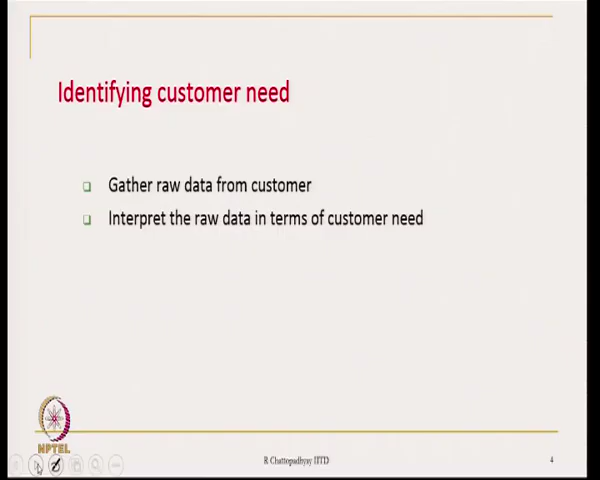 Identifying customer need
Gather raw data from customer
Interpret the raw data in terms of customer need
NPTEL
R Chattopadhyay IITD
4